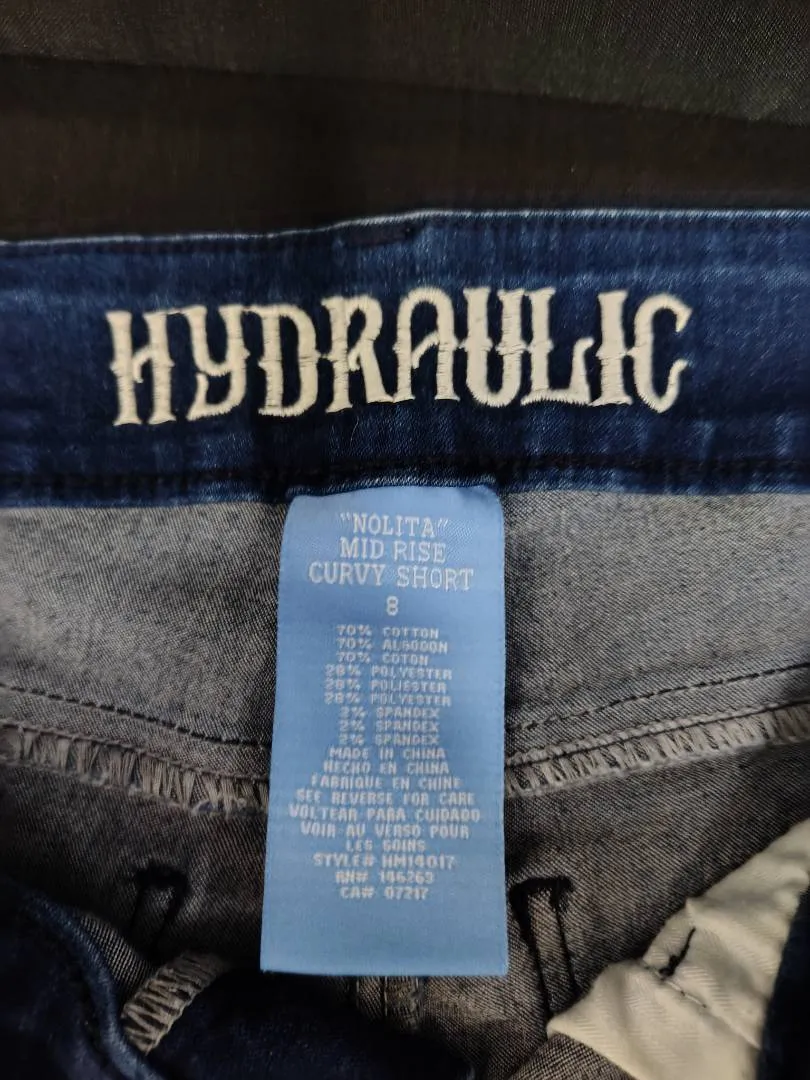 HYDRAULIC
"NOLITA"
MID RISE
CURVY SHORT
8
70% COTTON
70% ALGODON
70% COTON
28% POLYESTER
28% POLIESTER
28% POLYESTER
2% SPANDEX
2% SPANDEX
2% SPANDEX
MADE IN CHINA
HECHO EN CHINA
FABRIQUE EN CHINE
SEE REVERSE FOR CARE
VOLTEAR PARA CUIDADO
VOIR AU VERSO POUR
LES SOINS
STYLE# HM14017
RN# 146263
CA# 07217